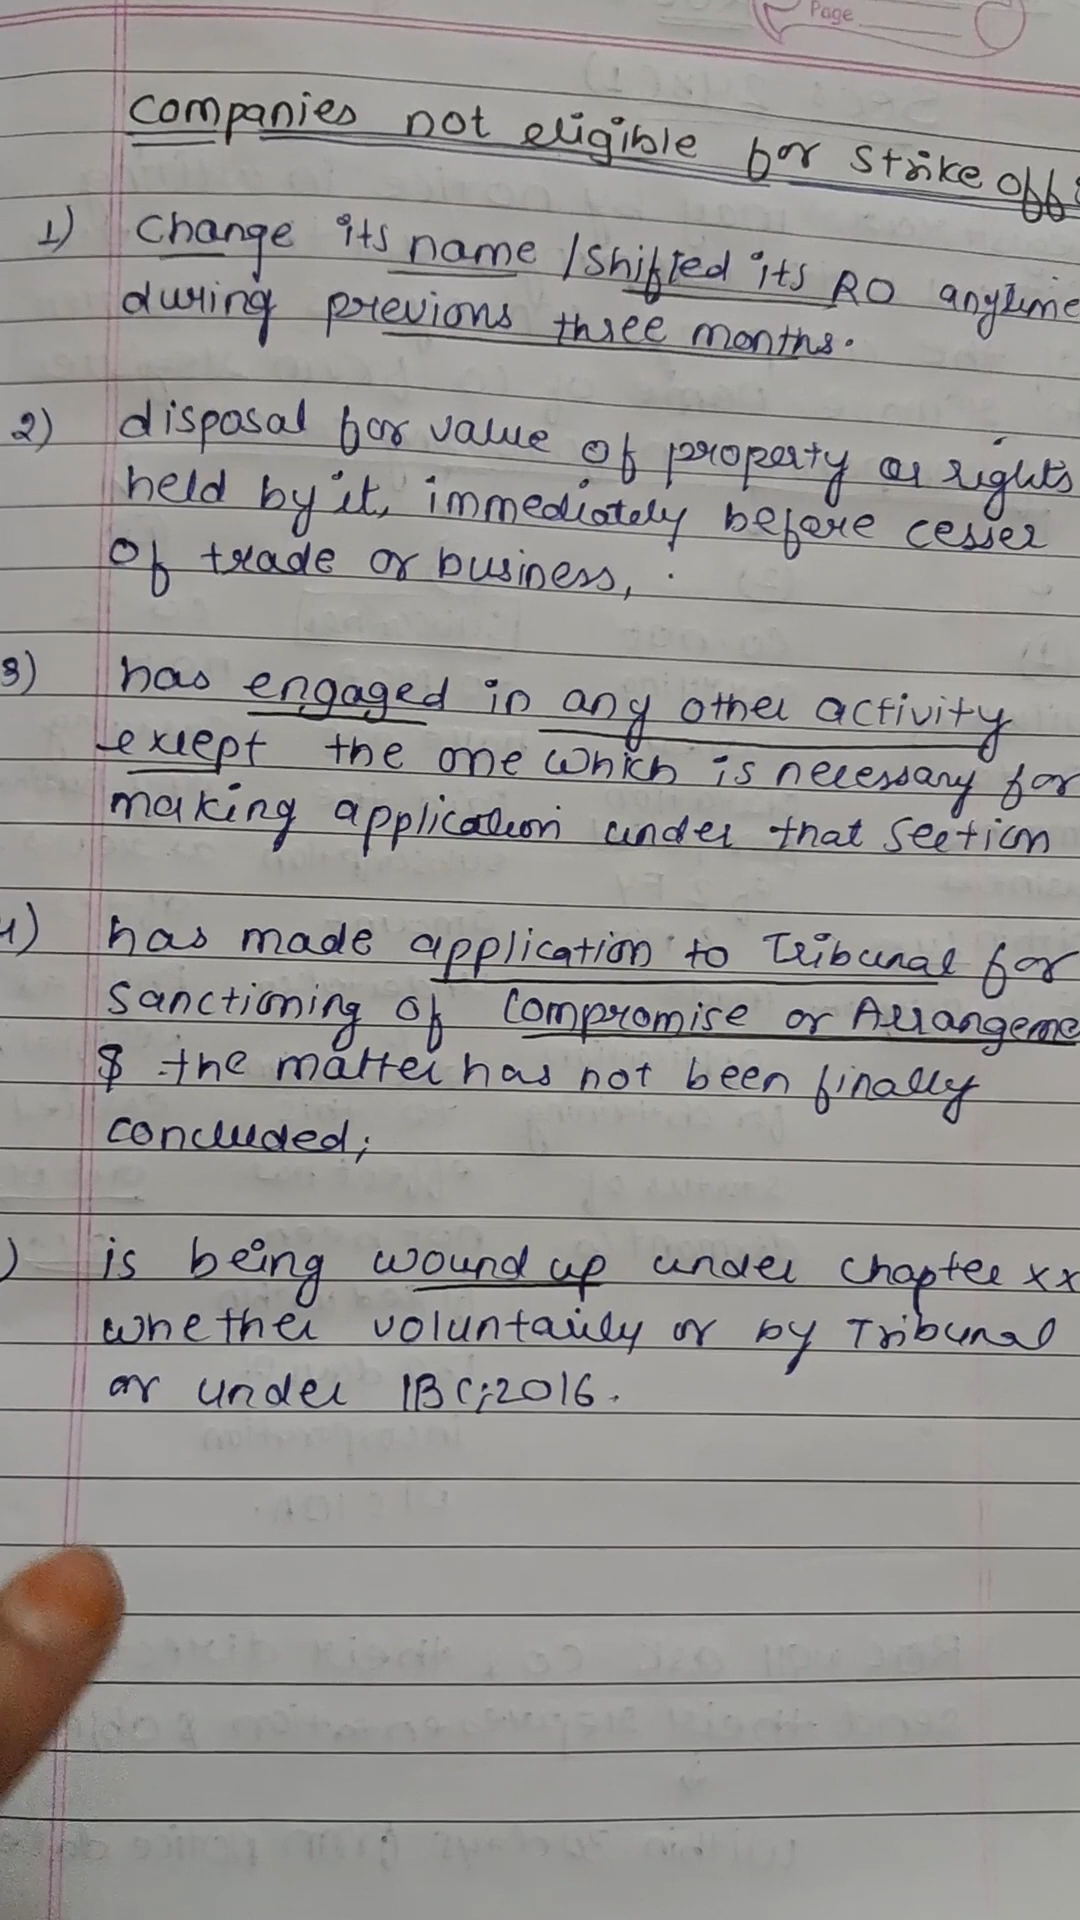 Page
Companies not eligible for strike off:
1) Change its name / Shifted its RO anytime
during previous three months.
2) disposal for value of property or rights
held by it, immediately before cesser
of trade or business,
3) has engaged in any other activity
except the one which is necessary for
making application under that section
4) has made application to Tribunal for
sanctioning of Compromise or Arrangeme
& the matter has not been finally
concluded;
) is being wound up under chapter xx
whether voluntarily or by Tribunal
or under IBC,2016.